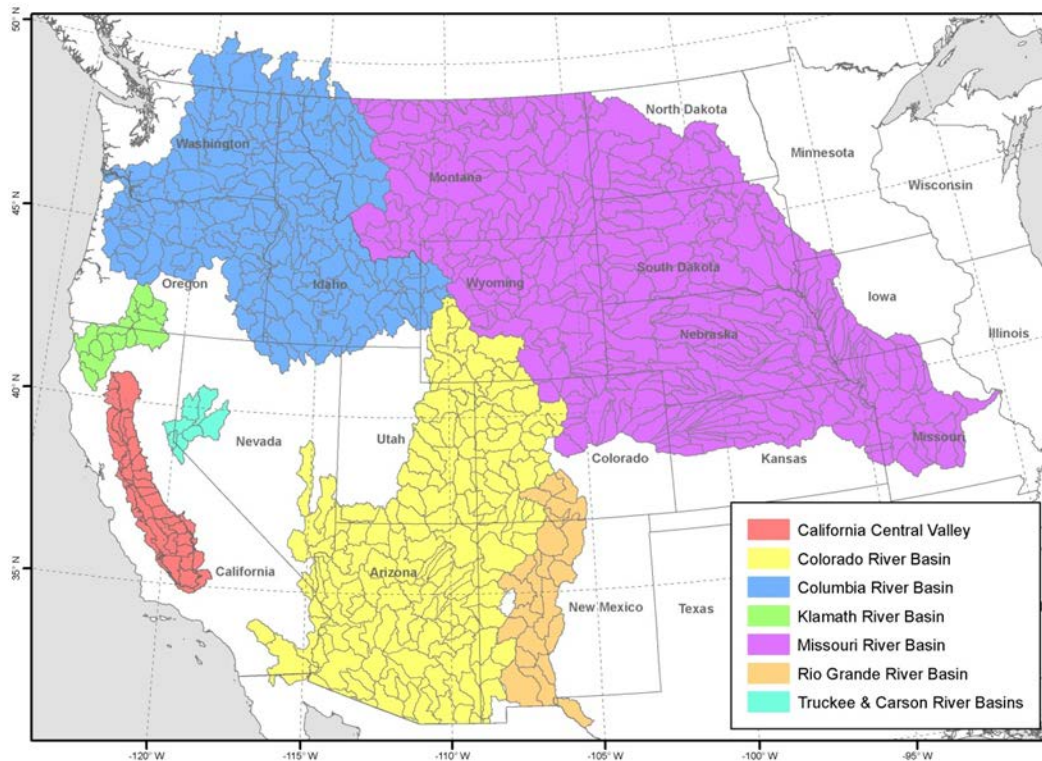 50° N
North Dakota
Washington
Minnesota
Montana
Wisconsin
45° N
South Dakota
Oregon
Idaho
Wyoming
Iowa
Nebraska
Illinois
40° N
Nevada
Utah
Missouri
Colorado
Kansas
California Central Valley
Colorado River Basin
35° N
California
Arizona
Columbia River Basin
New Mexico
Texas
Klamath River Basin
Missouri River Basin
Rio Grande River Basin
Truckee & Carson River Basins
-120° W
-115° W
-110° W
-105° W
-100° W
-95° W